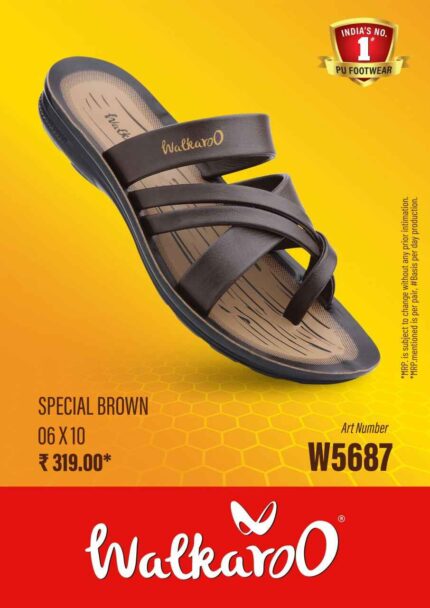 INDIA'S NO.
1*
PU FOOTWEAR
Walkaroo
Walkaroo
*MRP. is subject to change without any prior intimation.
*MRP.mentioned is per pair. #Basis per day production.
SPECIAL BROWN
06 X 10
₹ 319.00*
Art Number
W5687
Walkaroo®